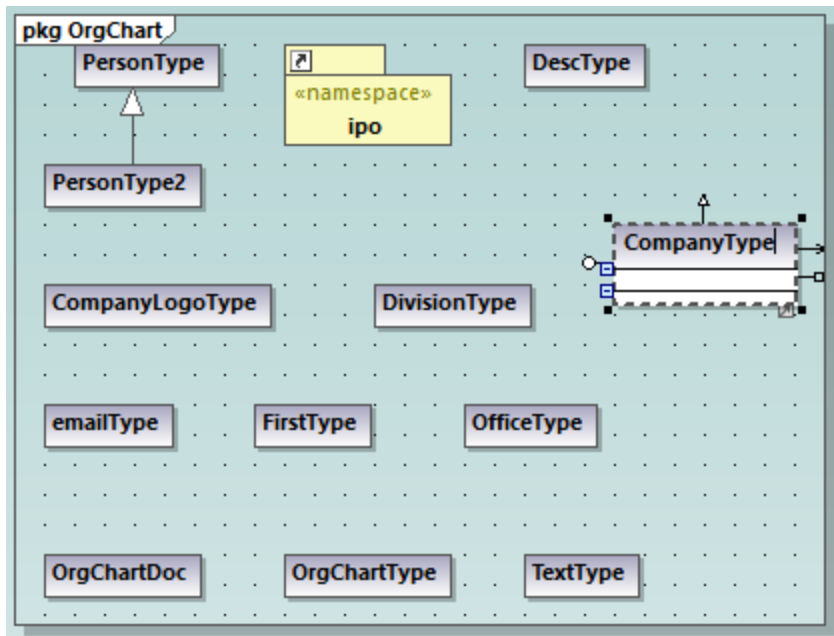 pkg OrgChart
PersonType
DescType
«namespace»
ipo
PersonType2
CompanyType
CompanyLogoType
DivisionType
emailType
FirstType
OfficeType
OrgChartDoc
OrgChartType
TextType